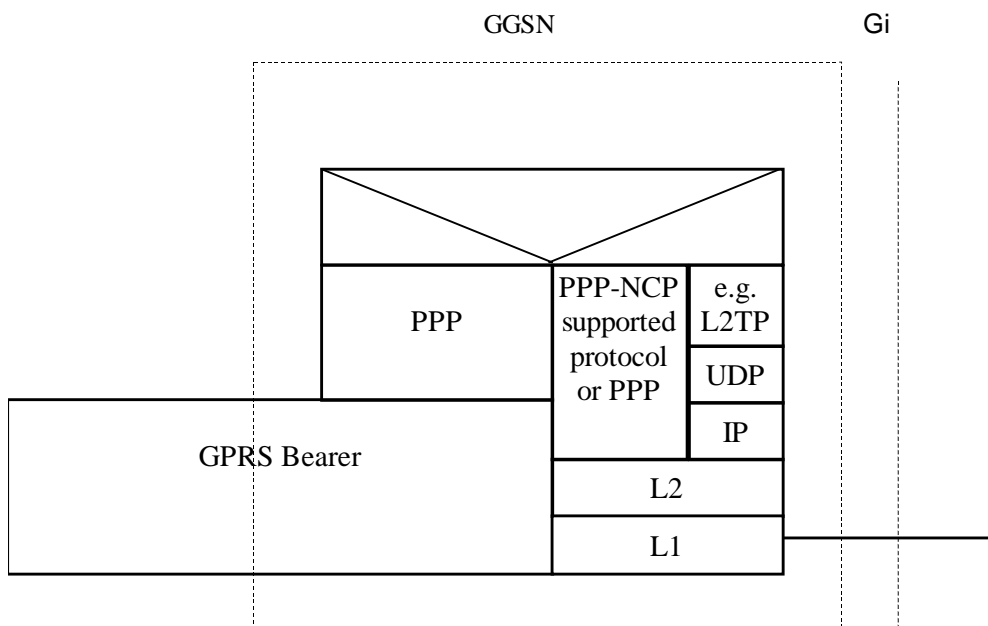 GGSN
Gi
PPP
PPP-NCP
supported
protocol
or PPP
e.g.
L2TP
UDP
IP
GPRS Bearer
L2
L1